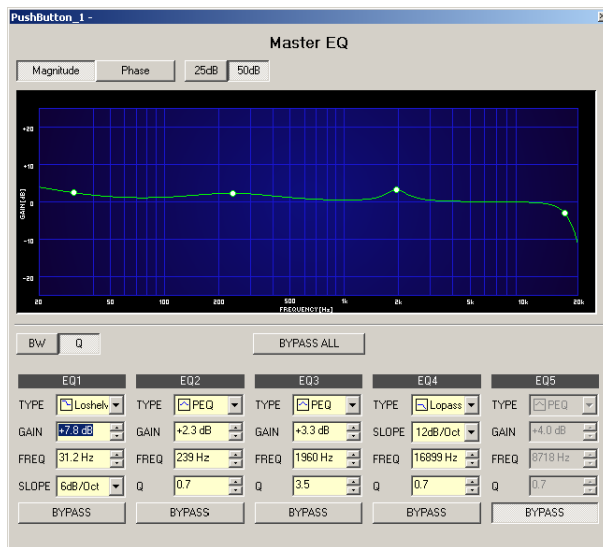 PushButton_1 -
Master EQ
Magnitude Phase 25dB 50dB
+20
+10
0
-10
-20
GAIN[dB]
20 50 100 200 500 1k 2k 5k 10k 20k
FREQUENCY[Hz]
BW Q BYPASS ALL
EQ1 EQ2 EQ3 EQ4 EQ5
TYPE Loshelv TYPE PEQ TYPE PEQ TYPE Lopass TYPE PEQ
GAIN +7.8 dB GAIN +2.3 dB GAIN +3.3 dB SLOPE 12dB/Oct GAIN +4.0 dB
FREQ 31.2 Hz FREQ 239 Hz FREQ 1960 Hz FREQ 16899 Hz FREQ 8718 Hz
SLOPE 6dB/Oct Q 0.7 Q 3.5 Q 0.7 Q 0.7
BYPASS BYPASS BYPASS BYPASS BYPASS